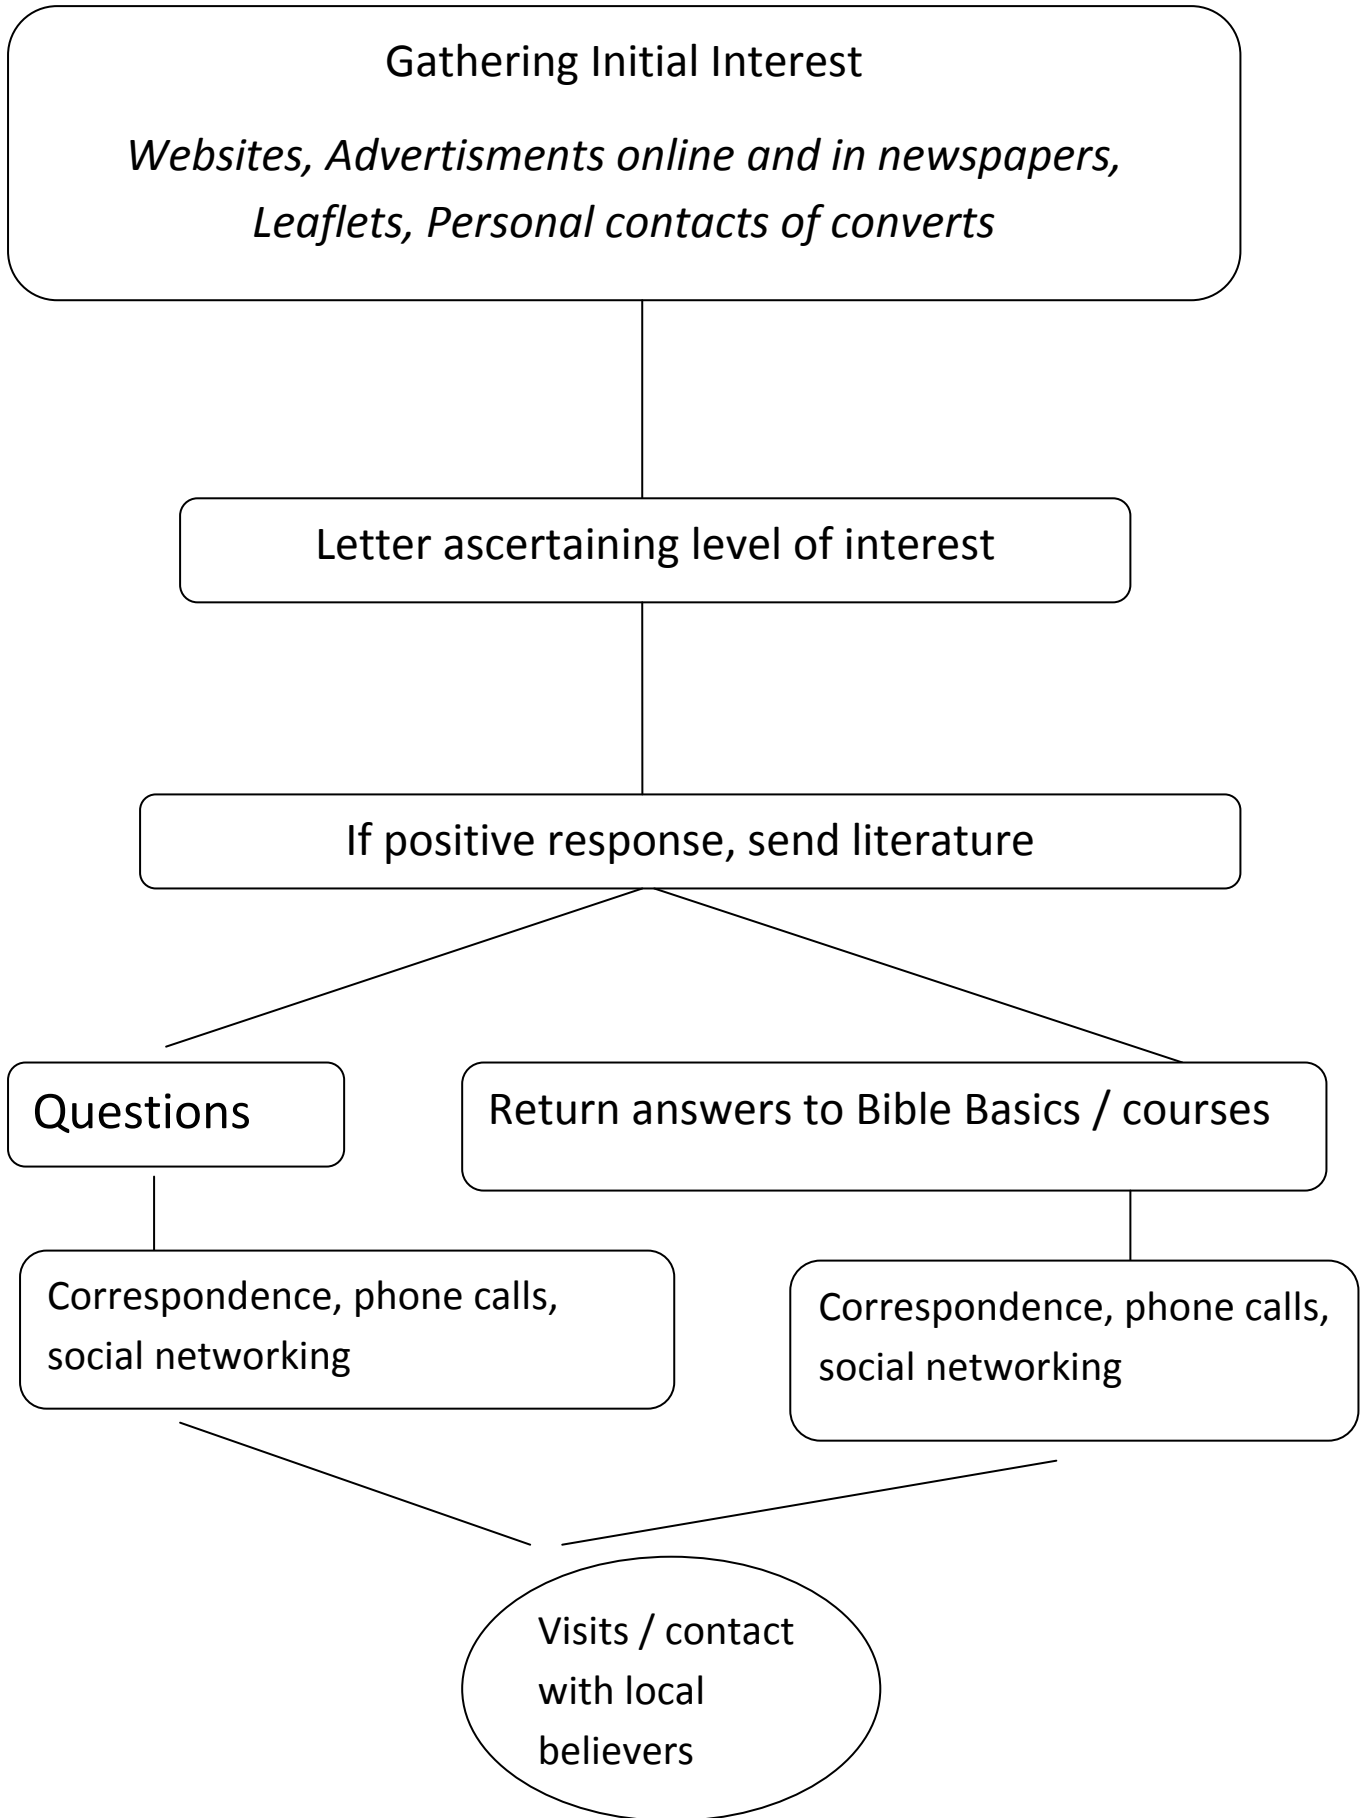 Gathering Initial Interest
Websites, Advertisments online and in newspapers,
Leaflets, Personal contacts of converts
Letter ascertaining level of interest
If positive response, send literature
Questions
Return answers to Bible Basics / courses
Correspondence, phone calls,
social networking
Correspondence, phone calls,
social networking
Visits / contact
with local
believers